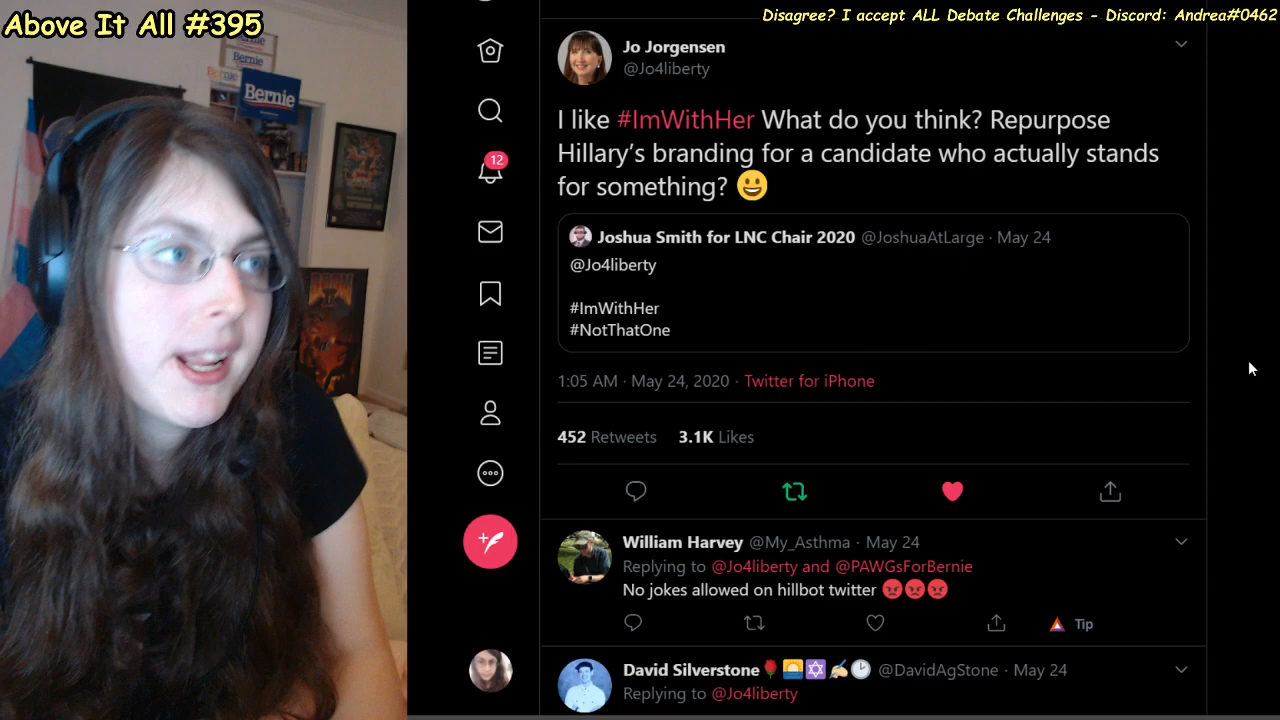 Above It All #395
Disagree? I accept ALL Debate Challenges - Discord: Andrea#0462
Bernie
Bernie
Bernie
Jo Jorgensen
@Jo4liberty
I like #ImWithHer What do you think? Repurpose
Hillary’s branding for a candidate who actually stands
for something? 😀
12
Joshua Smith for LNC Chair 2020 @JoshuaAtLarge · May 24
@Jo4liberty
#ImWithHer
#NotThatOne
1:05 AM · May 24, 2020 · Twitter for iPhone
452 Retweets 3.1K Likes
William Harvey @My_Asthma · May 24
Replying to @Jo4liberty and @PAWGsForBernie
No jokes allowed on hillbot twitter 😡😡😡
Tip
David Silverstone🌹🌅✡️✍🏼🕑 @DavidAgStone · May 24
Replying to @Jo4liberty